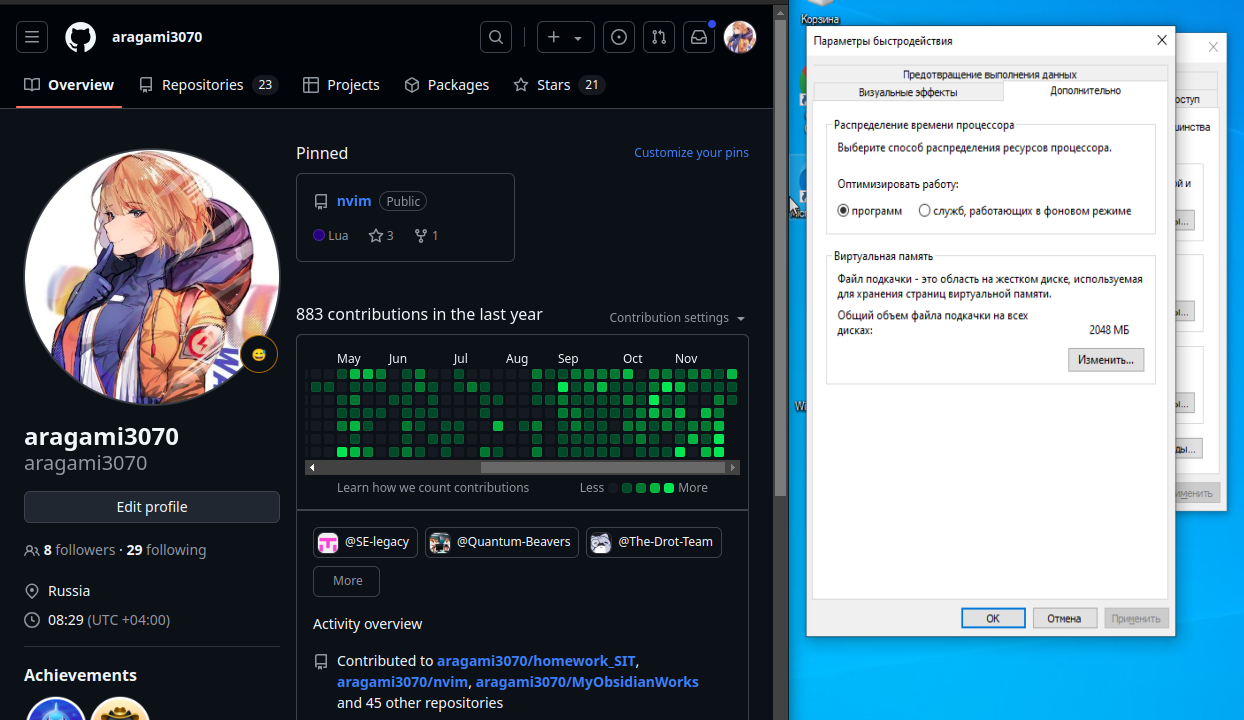 aragami3070
Overview
Repositories 23
Projects
Packages
Stars 21
Pinned
Customize your pins
nvim Public
Lua 3 1
883 contributions in the last year
Contribution settings
May Jun Jul Aug Sep Oct Nov
Learn how we count contributions
Less More
@SE-legacy @Quantum-Beavers @The-Drot-Team
More
Activity overview
Contributed to aragami3070/homework_SIT,
aragami3070/nvim, aragami3070/MyObsidianWorks
and 45 other repositories
aragami3070
aragami3070
Edit profile
8 followers · 29 following
Russia
08:29 (UTC +04:00)
Achievements
Корзина
Параметры быстродействия
Предотвращение выполнения данных
Визуальные эффекты
Дополнительно
Распределение времени процессора
Выберите способ распределения ресурсов процессора.
Оптимизировать работу:
программ
служб, работающих в фоновом режиме
Виртуальная память
Файл подкачки - это область на жестком диске, используемая
для хранения страниц виртуальной памяти.
Общий объем файла подкачки на всех
дисках:
2048 МБ
Изменить...
ОК
Отмена
Применить